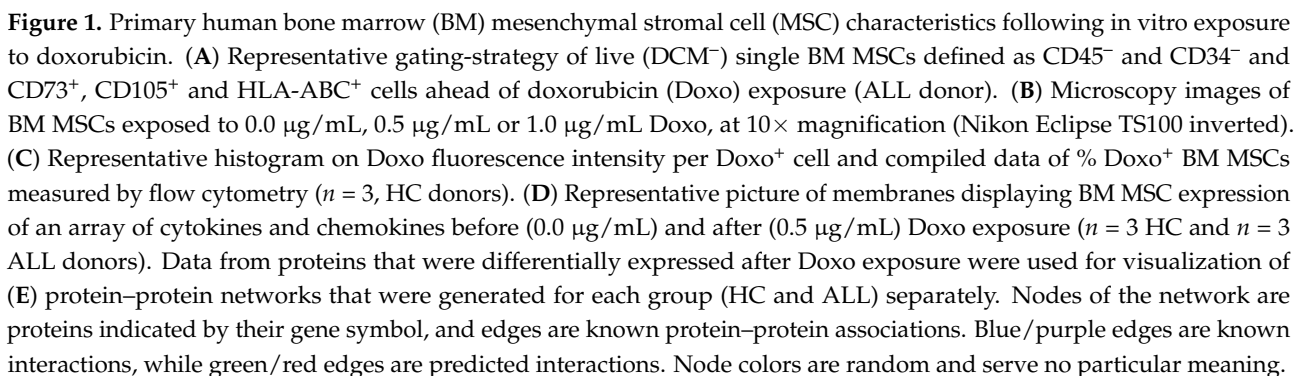 Figure 1. Primary human bone marrow (BM) mesenchymal stromal cell (MSC) characteristics following in vitro exposure
to doxorubicin. (A) Representative gating-strategy of live (DCM⁻) single BM MSCs defined as CD45⁻ and CD34⁻ and
CD73⁺, CD105⁺ and HLA-ABC⁺ cells ahead of doxorubicin (Doxo) exposure (ALL donor). (B) Microscopy images of
BM MSCs exposed to 0.0 µg/mL, 0.5 µg/mL or 1.0 µg/mL Doxo, at 10× magnification (Nikon Eclipse TS100 inverted).
(C) Representative histogram on Doxo fluorescence intensity per Doxo⁺ cell and compiled data of % Doxo⁺ BM MSCs
measured by flow cytometry (n = 3, HC donors). (D) Representative picture of membranes displaying BM MSC expression
of an array of cytokines and chemokines before (0.0 µg/mL) and after (0.5 µg/mL) Doxo exposure (n = 3 HC and n = 3
ALL donors). Data from proteins that were differentially expressed after Doxo exposure were used for visualization of
(E) protein–protein networks that were generated for each group (HC and ALL) separately. Nodes of the network are
proteins indicated by their gene symbol, and edges are known protein–protein associations. Blue/purple edges are known
interactions, while green/red edges are predicted interactions. Node colors are random and serve no particular meaning.